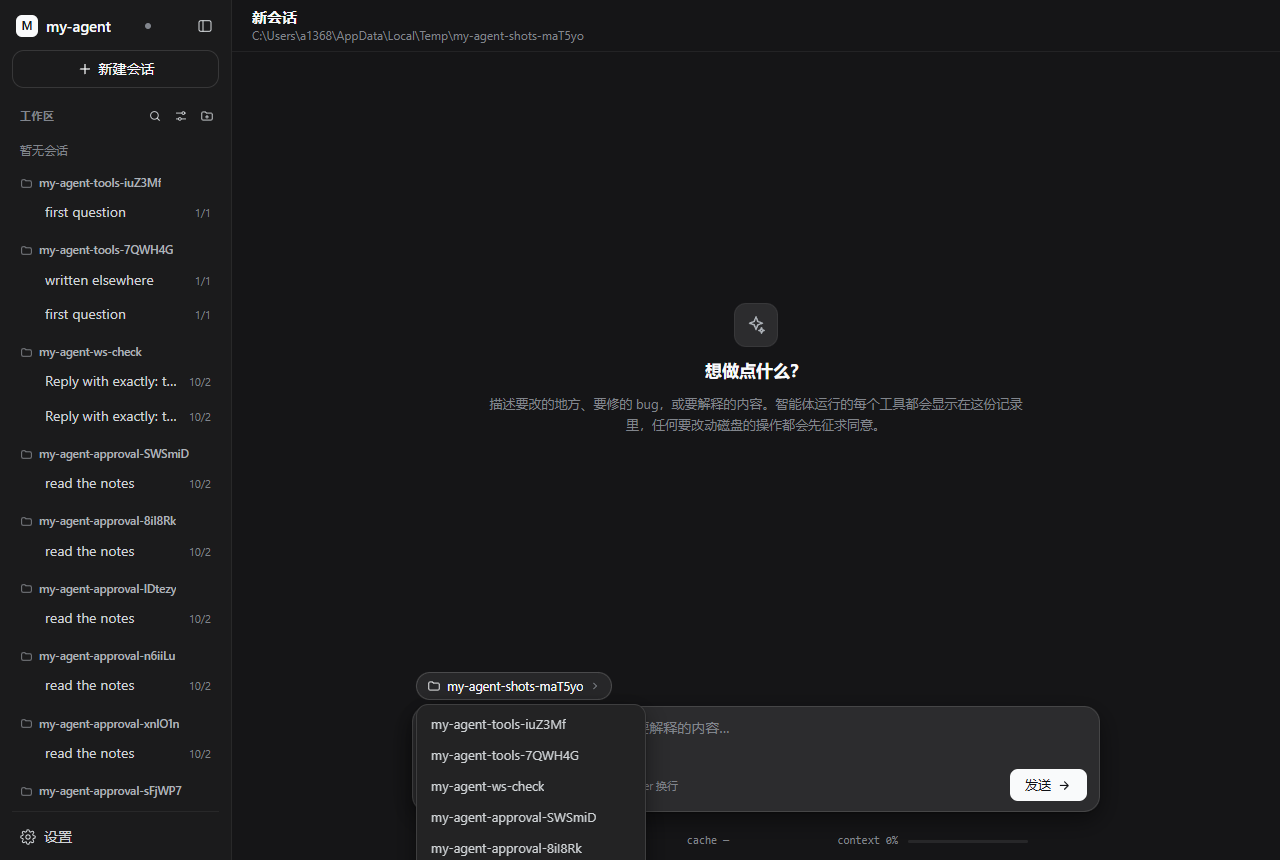 M my-agent
+ 新建会话
工作区
暂无会话
my-agent-tools-iuZ3Mf
first question 1/1
my-agent-tools-7QWH4G
written elsewhere 1/1
first question 1/1
my-agent-ws-check
Reply with exactly: t... 10/2
Reply with exactly: t... 10/2
my-agent-approval-SWSmiD
read the notes 10/2
my-agent-approval-8iI8Rk
read the notes 10/2
my-agent-approval-IDtezy
read the notes 10/2
my-agent-approval-n6iiLu
read the notes 10/2
my-agent-approval-xnIO1n
read the notes 10/2
my-agent-approval-sFjWP7
设置
新会话
C:\Users\a1368\AppData\Local\Temp\my-agent-shots-maT5yo
想做点什么?
描述要改的地方、要修的 bug，或要解释的内容。智能体运行的每个工具都会显示在这份记录
里，任何要改动磁盘的操作都会先征求同意。
my-agent-shots-maT5yo
my-agent-tools-iuZ3Mf
my-agent-tools-7QWH4G
my-agent-ws-check
my-agent-approval-SWSmiD
my-agent-approval-8iI8Rk
解释的内容...
er 换行
发送 →
cache —
context 0%